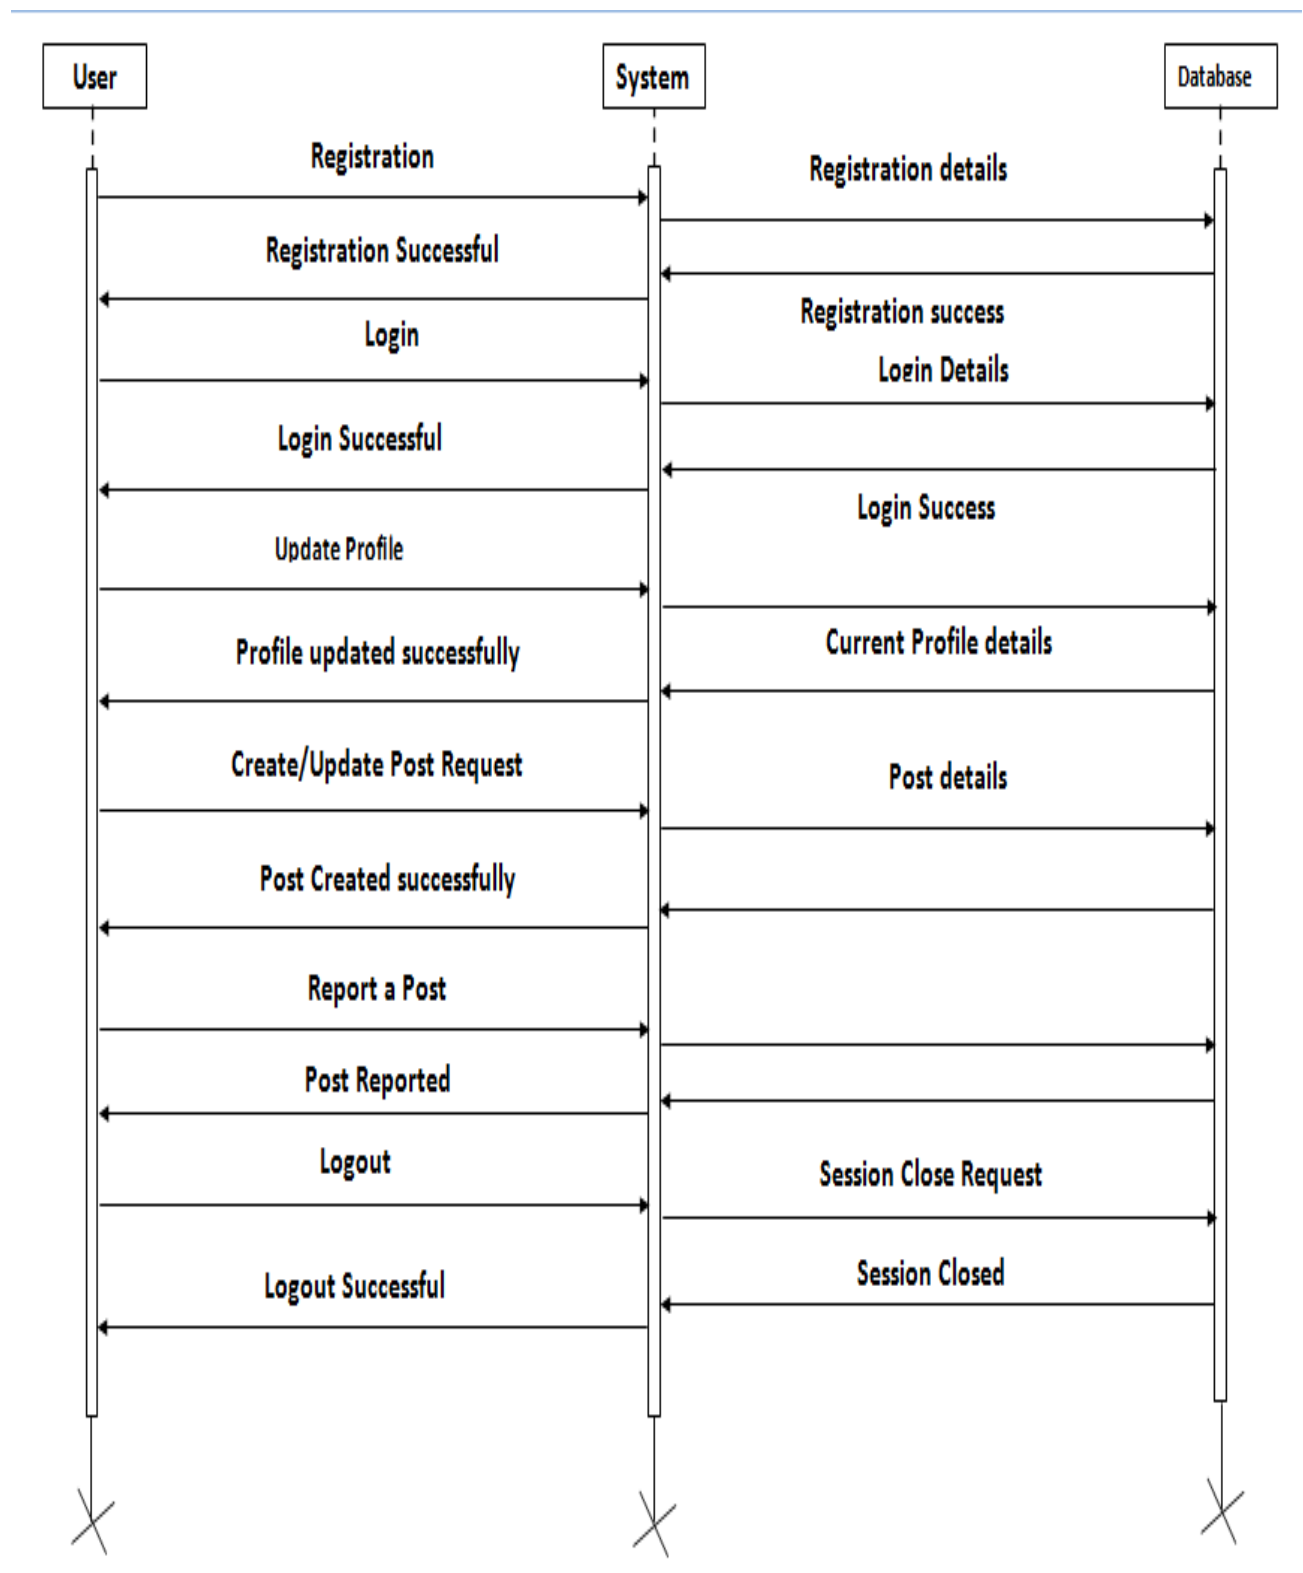 User
System
Database
Registration
Registration details
Registration Successful
Registration success
Login
Login Details
Login Successful
Login Success
Update Profile
Current Profile details
Profile updated successfully
Create/Update Post Request
Post details
Post Created successfully
Report a Post
Post Reported
Logout
Session Close Request
Session Closed
Logout Successful